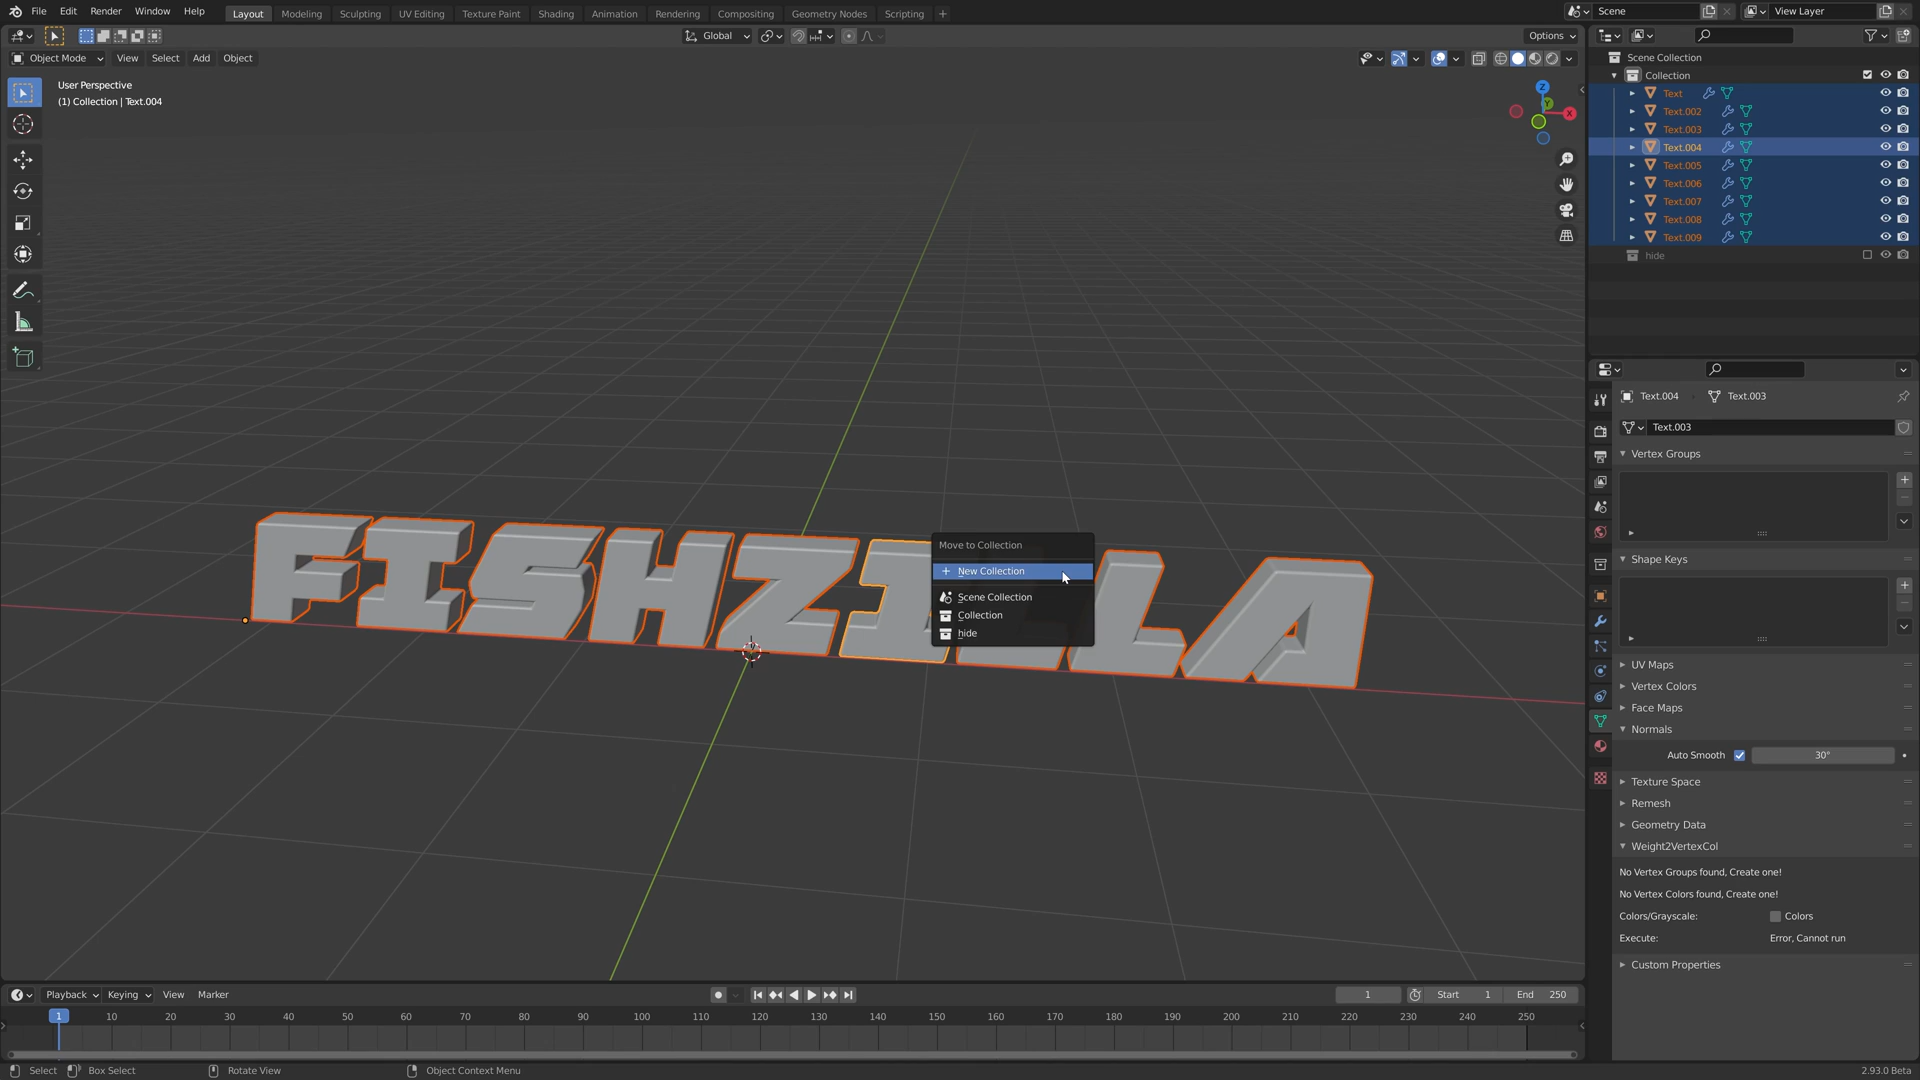 File Edit Render Window Help Layout Modeling Sculpting UV Editing Texture Paint Shading Animation Rendering Compositing Geometry Nodes Scripting + Scene View Layer
Global Options
Object Mode View Select Add Object
User Perspective
(1) Collection | Text.004
Z
Y
X
FISHZ
LA
Move to Collection
+ New Collection
Scene Collection
Collection
hide
Scene Collection
Collection
Text
Text.002
Text.003
Text.004
Text.005
Text.006
Text.007
Text.008
Text.009
hide
Text.004 Text.003
Text.003
Vertex Groups
Shape Keys
UV Maps
Vertex Colors
Face Maps
Normals
Auto Smooth 30°
Texture Space
Remesh
Geometry Data
Weight2VertexCol
No Vertex Groups found, Create one!
No Vertex Colors found, Create one!
Colors/Grayscale: Colors
Execute: Error, Cannot run
Custom Properties
Playback Keying View Marker 1 Start 1 End 250
1 10 20 30 40 50 60 70 80 90 100 110 120 130 140 150 160 170 180 190 200 210 220 230 240 250
Select Box Select Rotate View Object Context Menu 2.93.0 Beta